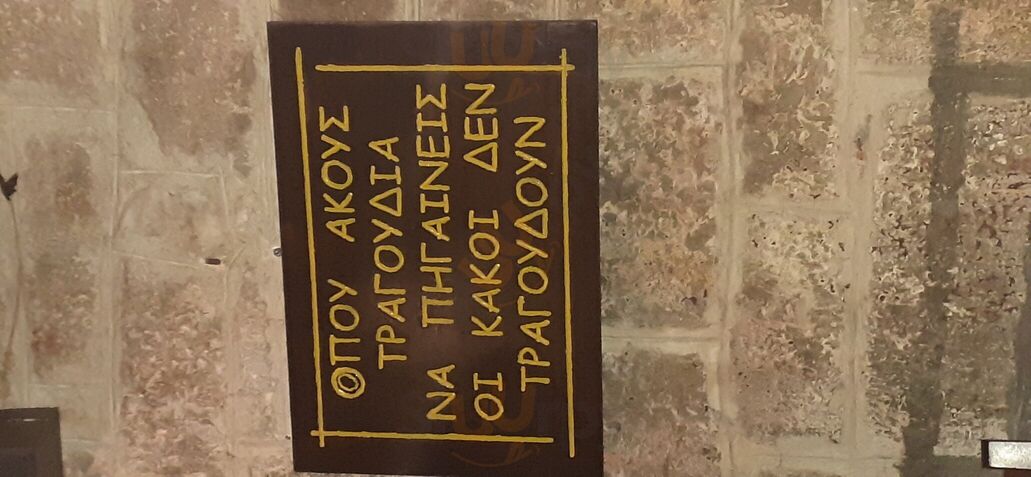 ΟΠΟΥ ΑΚΟΥΣ
ΤΡΑΓΟΥΔΙΑ
ΝΑ ΠΗΓΑΙΝΕΙΣ
ΟΙ ΚΑΚΟΙ ΔΕΝ
ΤΡΑΓΟΥΔΟΥΝ